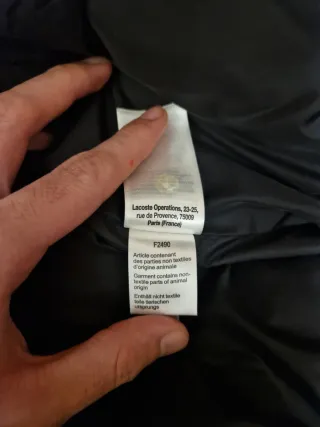 Lacoste Operations, 23-25,
rue de Provence, 75009
Paris (France)
F2490
Article contenant
des parties non textiles
d'origine animale
Garment contains non-
textile parts of animal
origin
Enthält nicht textile
teile tierischen
ursprungs